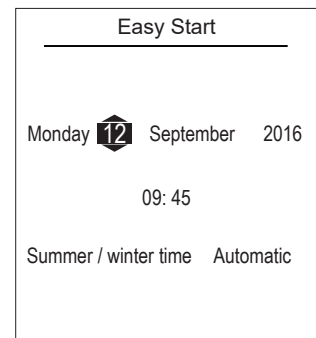 Easy Start
Monday 12 September 2016
09: 45
Summer / winter time Automatic